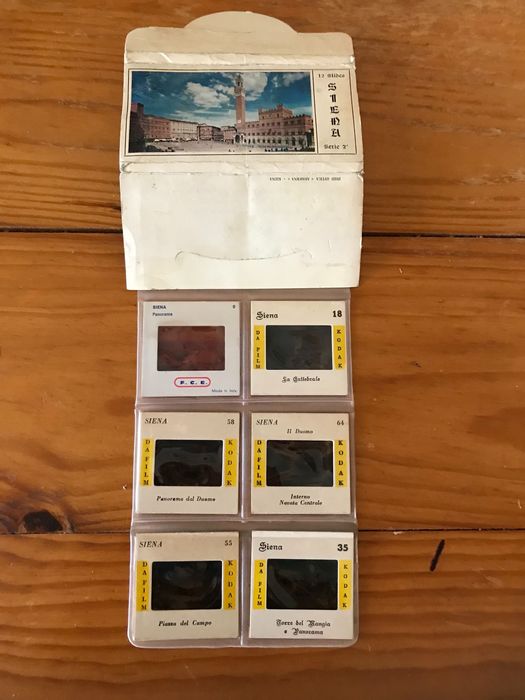 12 Slides
SIENA
Serie 2ª
SIENA 9
Panorama
F. C. E.
Made in Italy
Siena 18
DA FILM
KODAK
La Cattedrale
SIENA 58
DA FILM
KODAK
Panorama dal Duomo
SIENA 64
Il Duomo
DA FILM
KODAK
Interno
Navata Centrale
SIENA 55
DA FILM
KODAK
Piazza del Campo
Siena 35
DA FILM
KODAK
Torre del Mangia
e Panorama